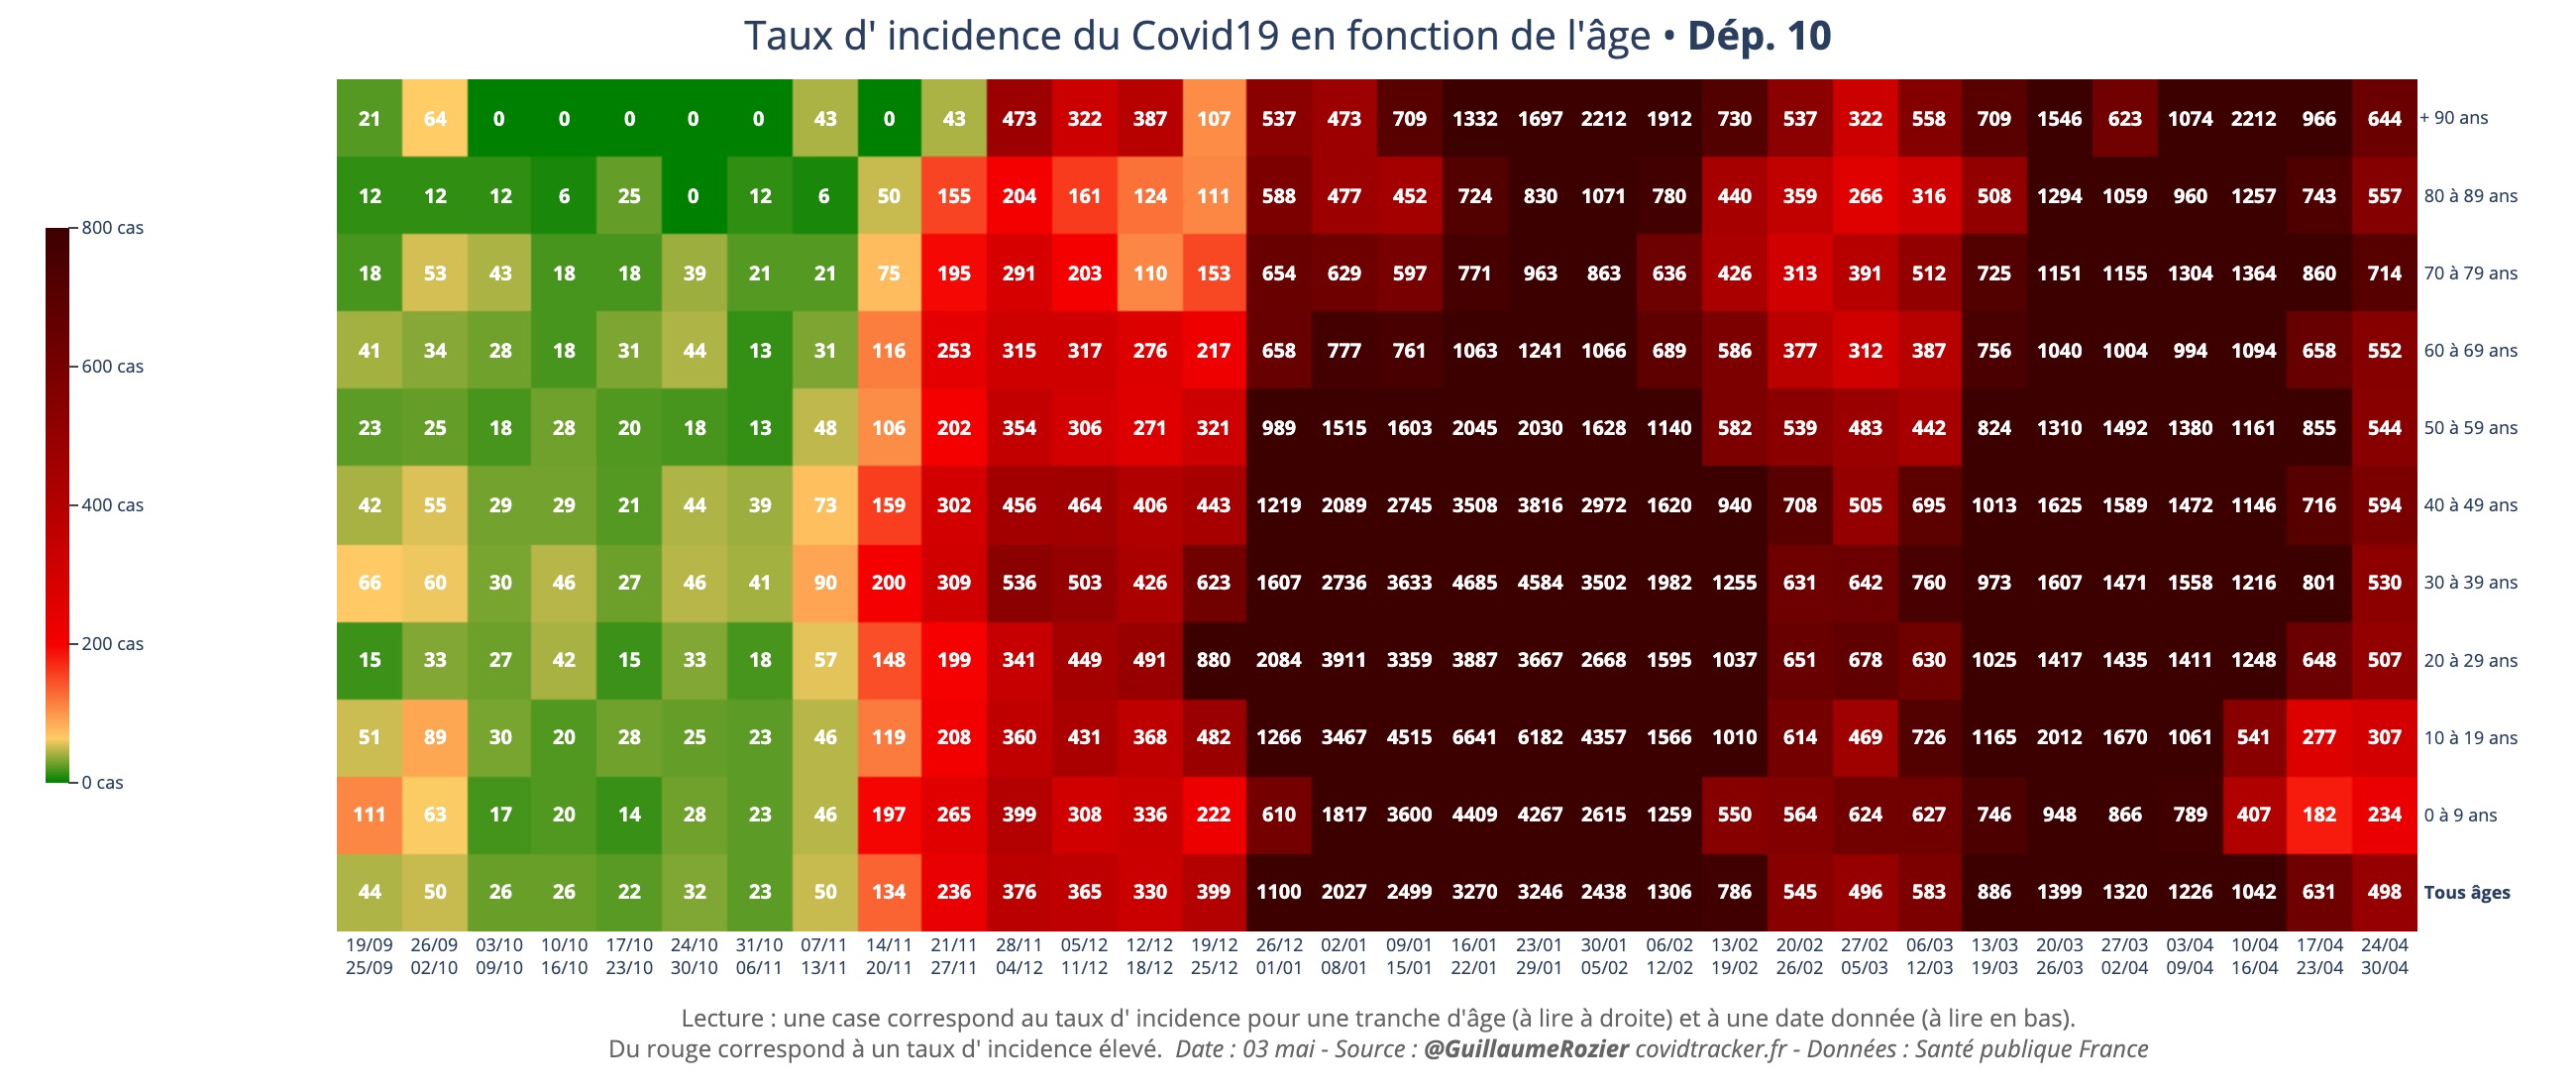 Taux d' incidence du Covid19 en fonction de l'âge • Dép. 10
21 64 0 0 0 0 0 43 0 43 473 322 387 107 537 473 709 1332 1697 2212 1912 730 537 322 558 709 1546 623 1074 2212 966 644 + 90 ans
12 12 12 6 25 0 12 6 50 155 204 161 124 111 588 477 452 724 830 1071 780 440 359 266 316 508 1294 1059 960 1257 743 557 80 à 89 ans
800 cas
18 53 43 18 18 39 21 21 75 195 291 203 110 153 654 629 597 771 963 863 636 426 313 391 512 725 1151 1155 1304 1364 860 714 70 à 79 ans
41 34 28 18 31 44 13 31 116 253 315 317 276 217 658 777 761 1063 1241 1066 689 586 377 312 387 756 1040 1004 994 1094 658 552 60 à 69 ans
600 cas
23 25 18 28 20 18 13 48 106 202 354 306 271 321 989 1515 1603 2045 2030 1628 1140 582 539 483 442 824 1310 1492 1380 1161 855 544 50 à 59 ans
400 cas
42 55 29 29 21 44 39 73 159 302 456 464 406 443 1219 2089 2745 3508 3816 2972 1620 940 708 505 695 1013 1625 1589 1472 1146 716 594 40 à 49 ans
66 60 30 46 27 46 41 90 200 309 536 503 426 623 1607 2736 3633 4685 4584 3502 1982 1255 631 642 760 973 1607 1471 1558 1216 801 530 30 à 39 ans
200 cas
15 33 27 42 15 33 18 57 148 199 341 449 491 880 2084 3911 3359 3887 3667 2668 1595 1037 651 678 630 1025 1417 1435 1411 1248 648 507 20 à 29 ans
51 89 30 20 28 25 23 46 119 208 360 431 368 482 1266 3467 4515 6641 6182 4357 1566 1010 614 469 726 1165 2012 1670 1061 541 277 307 10 à 19 ans
0 cas
111 63 17 20 14 28 23 46 197 265 399 308 336 222 610 1817 3600 4409 4267 2615 1259 550 564 624 627 746 948 866 789 407 182 234 0 à 9 ans
44 50 26 26 22 32 23 50 134 236 376 365 330 399 1100 2027 2499 3270 3246 2438 1306 786 545 496 583 886 1399 1320 1226 1042 631 498 Tous âges
19/09 26/09 03/10 10/10 17/10 24/10 31/10 07/11 14/11 21/11 28/11 05/12 12/12 19/12 26/12 02/01 09/01 16/01 23/01 30/01 06/02 13/02 20/02 27/02 06/03 13/03 20/03 27/03 03/04 10/04 17/04 24/04
25/09 02/10 09/10 16/10 23/10 30/10 06/11 13/11 20/11 27/11 04/12 11/12 18/12 25/12 01/01 08/01 15/01 22/01 29/01 05/02 12/02 19/02 26/02 05/03 12/03 19/03 26/03 02/04 09/04 16/04 23/04 30/04
Lecture : une case correspond au taux d' incidence pour une tranche d'âge (à lire à droite) et à une date donnée (à lire en bas).
Du rouge correspond à un taux d' incidence élevé. Date : 03 mai - Source : @GuillaumeRozier covidtracker.fr - Données : Santé publique France